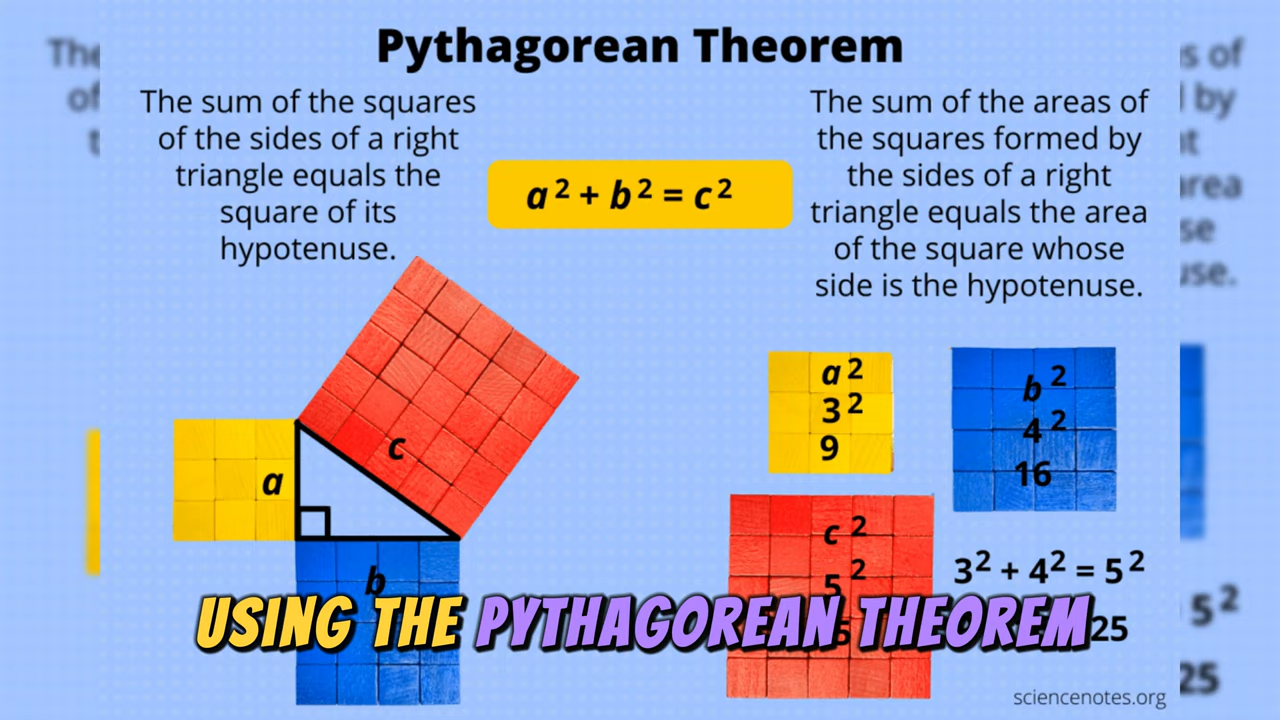 Pythagorean Theorem
The sum of the squares
of the sides of a right
triangle equals the
square of its
hypotenuse.
a² + b² = c²
The sum of the areas of
the squares formed by
the sides of a right
triangle equals the area
of the square whose
side is the hypotenuse.
a
c
b
a²
3²
9
b²
4²
16
c²
5²
3² + 4² = 5²
25
USING THE PYTHAGOREAN THEOREM
sciencenotes.org